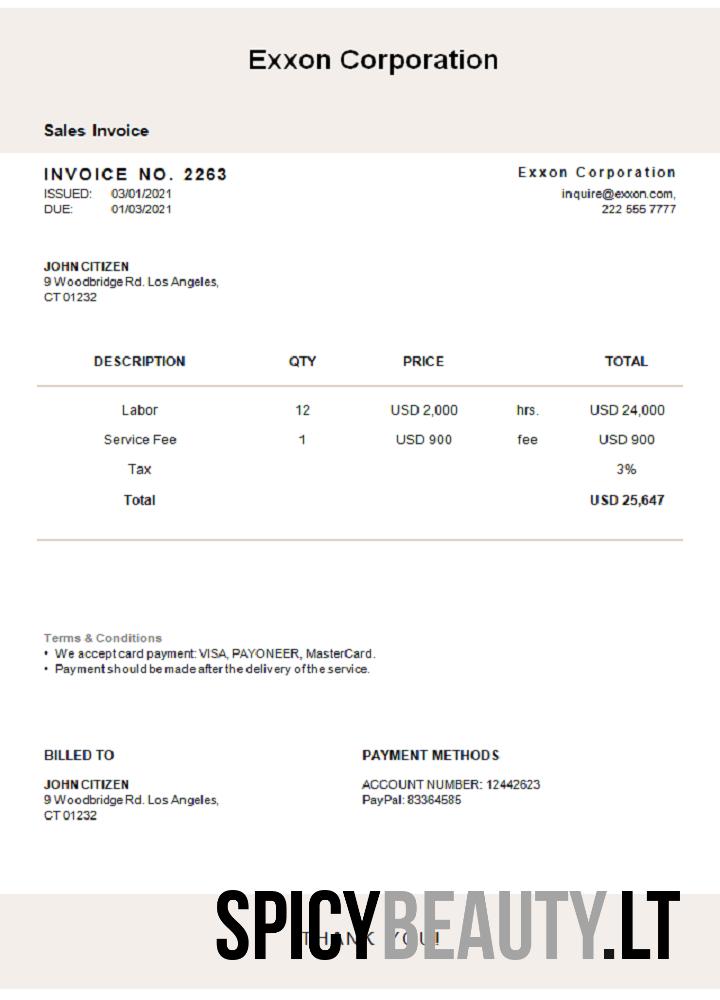 Exxon Corporation
Sales Invoice
INVOICE NO. 2263
ISSUED: 03/01/2021
DUE: 01/03/2021
Exxon Corporation
inquire@exxon.com,
222 555 7777
JOHN CITIZEN
9 Woodbridge Rd. Los Angeles,
CT 01232
DESCRIPTION QTY PRICE TOTAL
Labor 12 USD 2,000 hrs. USD 24,000
Service Fee 1 USD 900 fee USD 900
Tax 3%
Total USD 25,647
Terms & Conditions
• We accept card payment: VISA, PAYONEER, MasterCard.
• Payment should be made after the delivery of the service.
BILLED TO
JOHN CITIZEN
9 Woodbridge Rd. Los Angeles,
CT 01232
PAYMENT METHODS
ACCOUNT NUMBER: 12442623
PayPal: 83364585
SPICYBEAUTY.LT
THANK YOU!